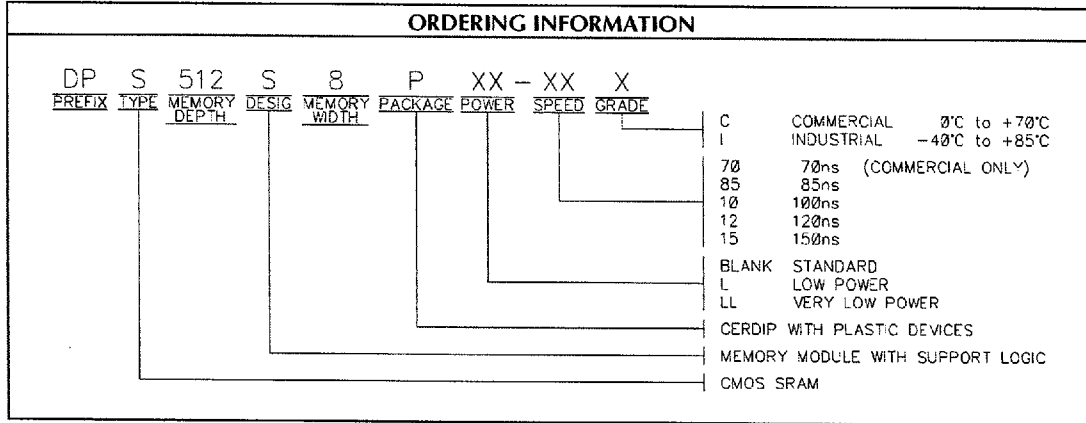 ORDERING INFORMATION
DP S 512 S 8 P XX – XX X
PREFIX TYPE MEMORY DEPTH DESIG MEMORY WIDTH PACKAGE POWER SPEED GRADE
C COMMERCIAL 0°C to +70°C
I INDUSTRIAL −40°C to +85°C
70 70ns (COMMERCIAL ONLY)
85 85ns
10 100ns
12 120ns
15 150ns
BLANK STANDARD
L LOW POWER
LL VERY LOW POWER
CERDIP WITH PLASTIC DEVICES
MEMORY MODULE WITH SUPPORT LOGIC
CMOS SRAM